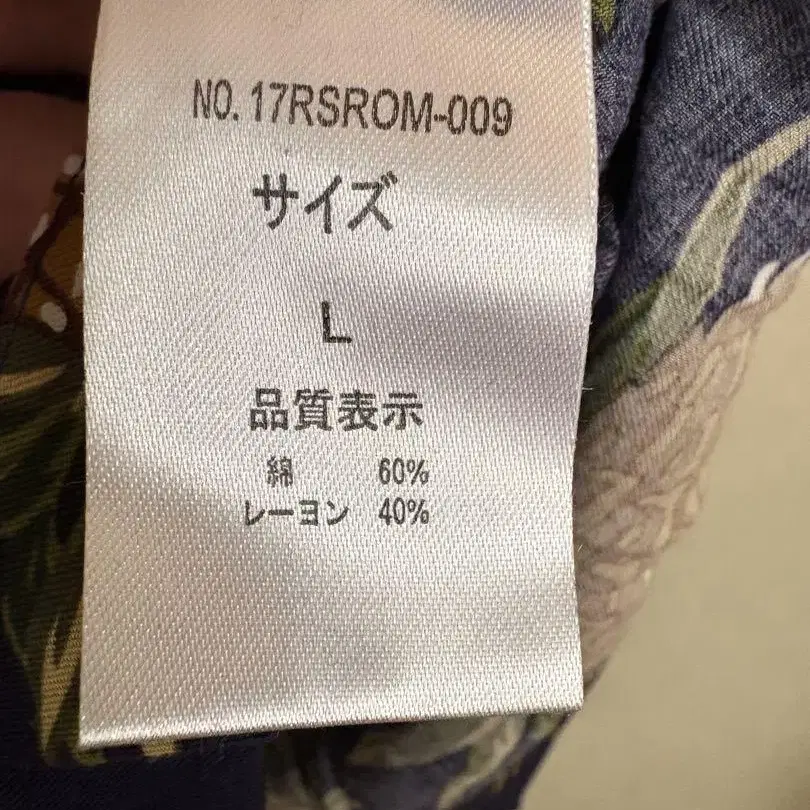 NO. 17RSROM-009
サイズ
L
品質表示
綿 60%
レーヨン 40%